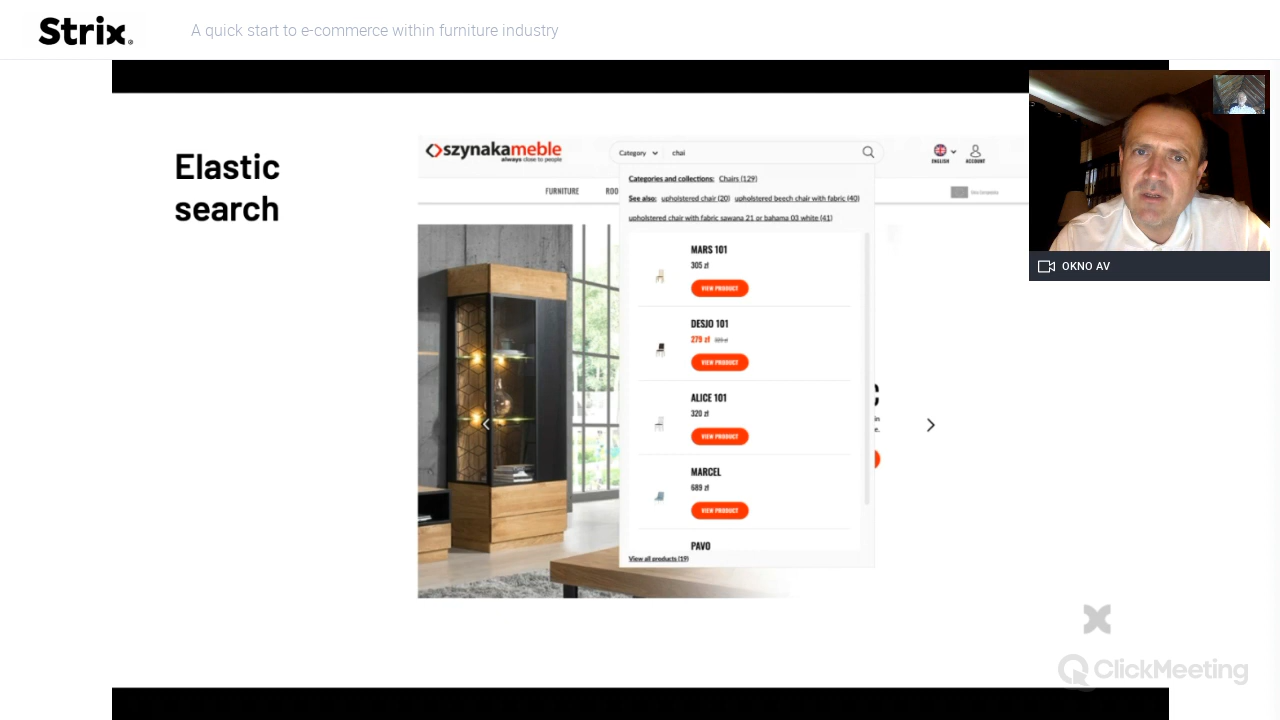 Strix®
A quick start to e-commerce within furniture industry
Elastic
search
szynakameble
always close to people
Category
chai
ENGLISH
ACCOUNT
FURNITURE
ROO
Categories and collections: Chairs (129)
See also: upholstered chair (20) upholstered beech chair with fabric (40)
upholstered chair with fabric sawana 21 or bahama 03 white (41)
MARS 101
305 zł
VIEW PRODUCT
DESJO 101
279 zł
VIEW PRODUCT
ALICE 101
320 zł
VIEW PRODUCT
MARCEL
689 zł
VIEW PRODUCT
PAVO
View all products (19)
C
in
e.
OKNO AV
ClickMeeting